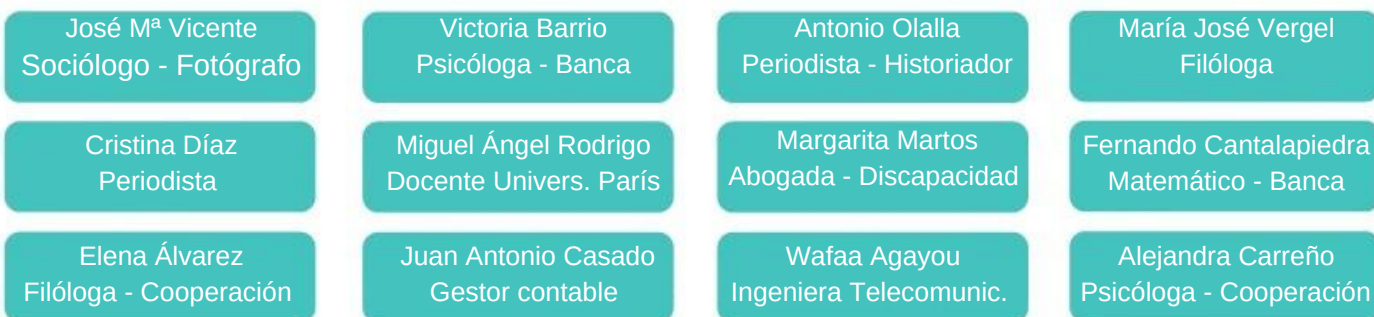 José Mª Vicente
Sociólogo - Fotógrafo
Victoria Barrio
Psicóloga - Banca
Antonio Olalla
Periodista - Historiador
María José Vergel
Filóloga
Cristina Díaz
Periodista
Miguel Ángel Rodrigo
Docente Univers. París
Margarita Martos
Abogada - Discapacidad
Fernando Cantalapiedra
Matemático - Banca
Elena Álvarez
Filóloga - Cooperación
Juan Antonio Casado
Gestor contable
Wafaa Agayou
Ingeniera Telecomunic.
Alejandra Carreño
Psicóloga - Cooperación